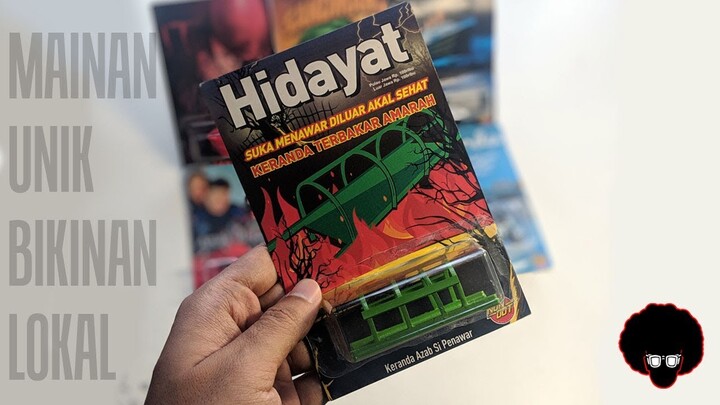 MAINAN
UNIK
BIKINAN
LOKAL
Hidayat
SUKA MENAWAR DILUAR AKAL SEHAT
KERANDA TERBAKAR AMARAH
Keranda Azab Si Penawar